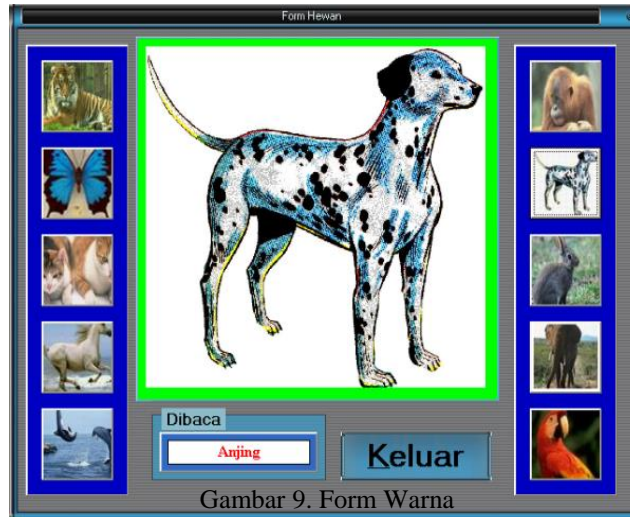 Form Hewan
Dibaca
Anjing
Keluar
Gambar 9. Form Warna